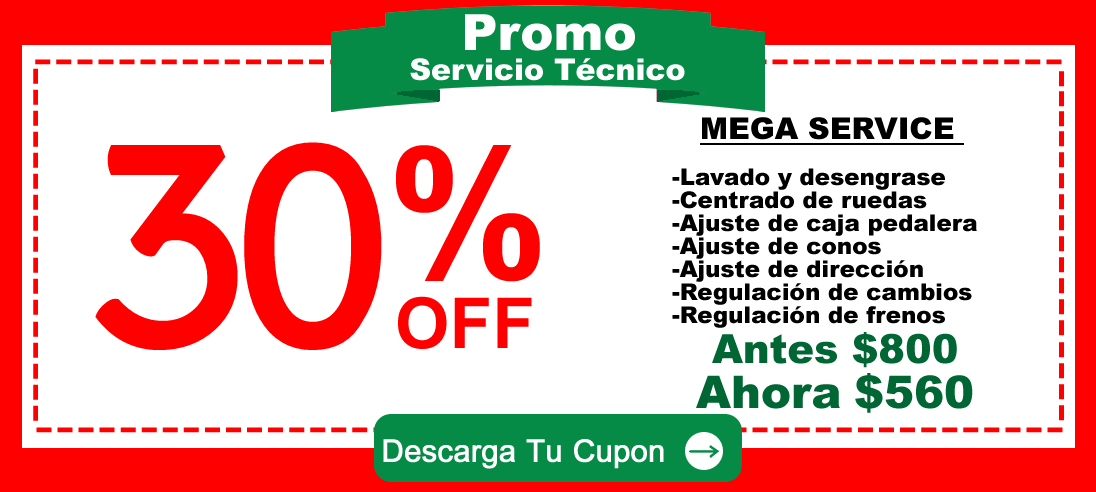 Promo
Servicio Técnico
30%
OFF
MEGA SERVICE
-Lavado y desengrase
-Centrado de ruedas
-Ajuste de caja pedalera
-Ajuste de conos
-Ajuste de dirección
-Regulación de cambios
-Regulación de frenos
Antes $800
Ahora $560
Descarga Tu Cupon